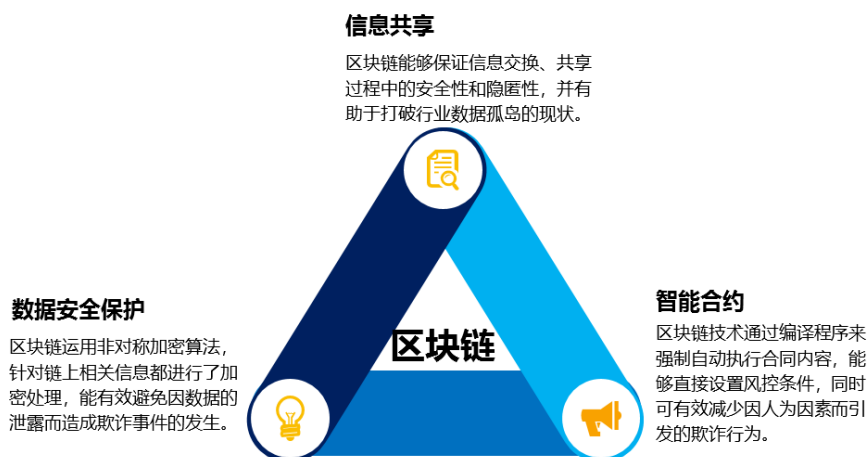 信息共享
区块链能够保证信息交换、共享
过程中的安全性和隐匿性，并有
助于打破行业数据孤岛的现状。
数据安全保护
区块链运用非对称加密算法，
针对链上相关信息都进行了加
密处理，能有效避免因数据的
泄露而造成欺诈事件的发生。
区块链
智能合约
区块链技术通过编译程序来
强制自动执行合同内容，能
够直接设置风控条件，同时
可有效减少因人为因素而引
发的欺诈行为。